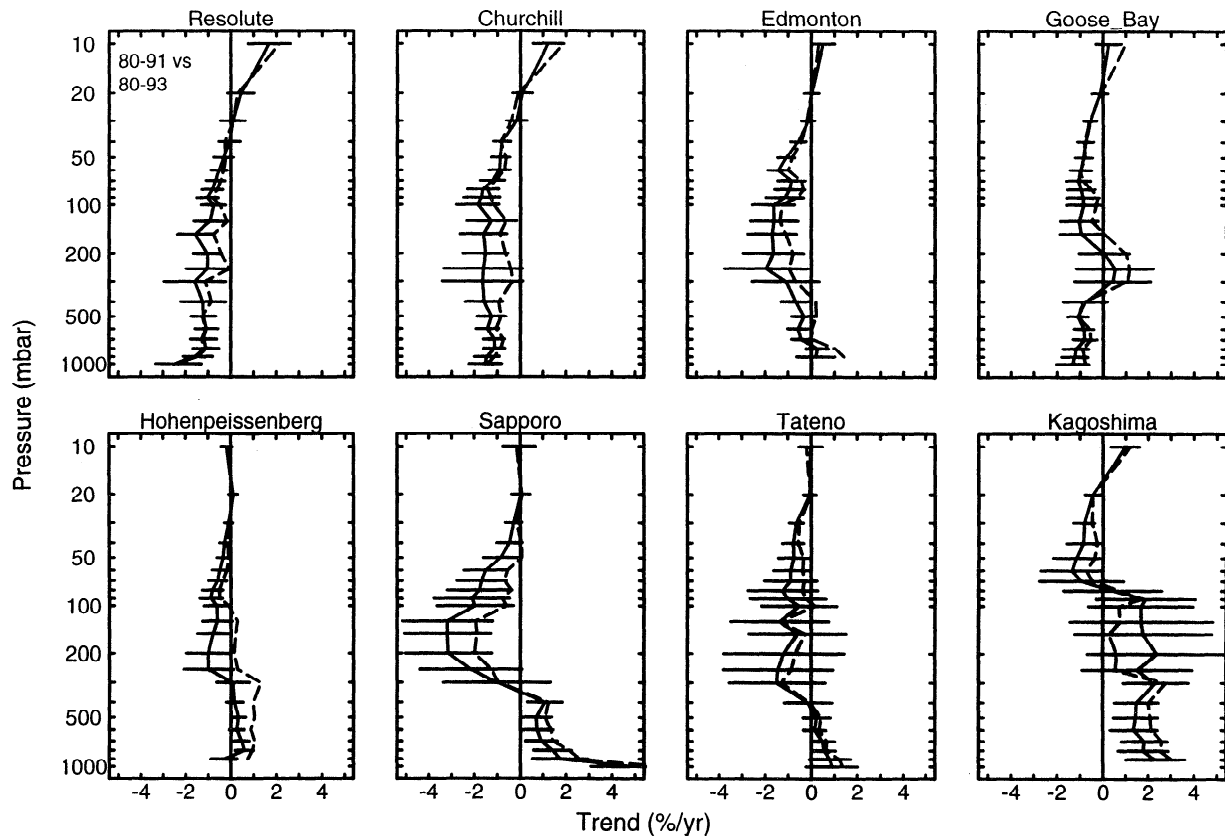 Resolute Churchill Edmonton Goose_Bay
80-91 vs
80-93
10
20
50
100
200
500
1000
Pressure (mbar)
Hohenpeissenberg Sapporo Tateno Kagoshima
10
20
50
100
200
500
1000
-4 -2 0 2 4 -4 -2 0 2 4 -4 -2 0 2 4 -4 -2 0 2 4
Trend (%/yr)